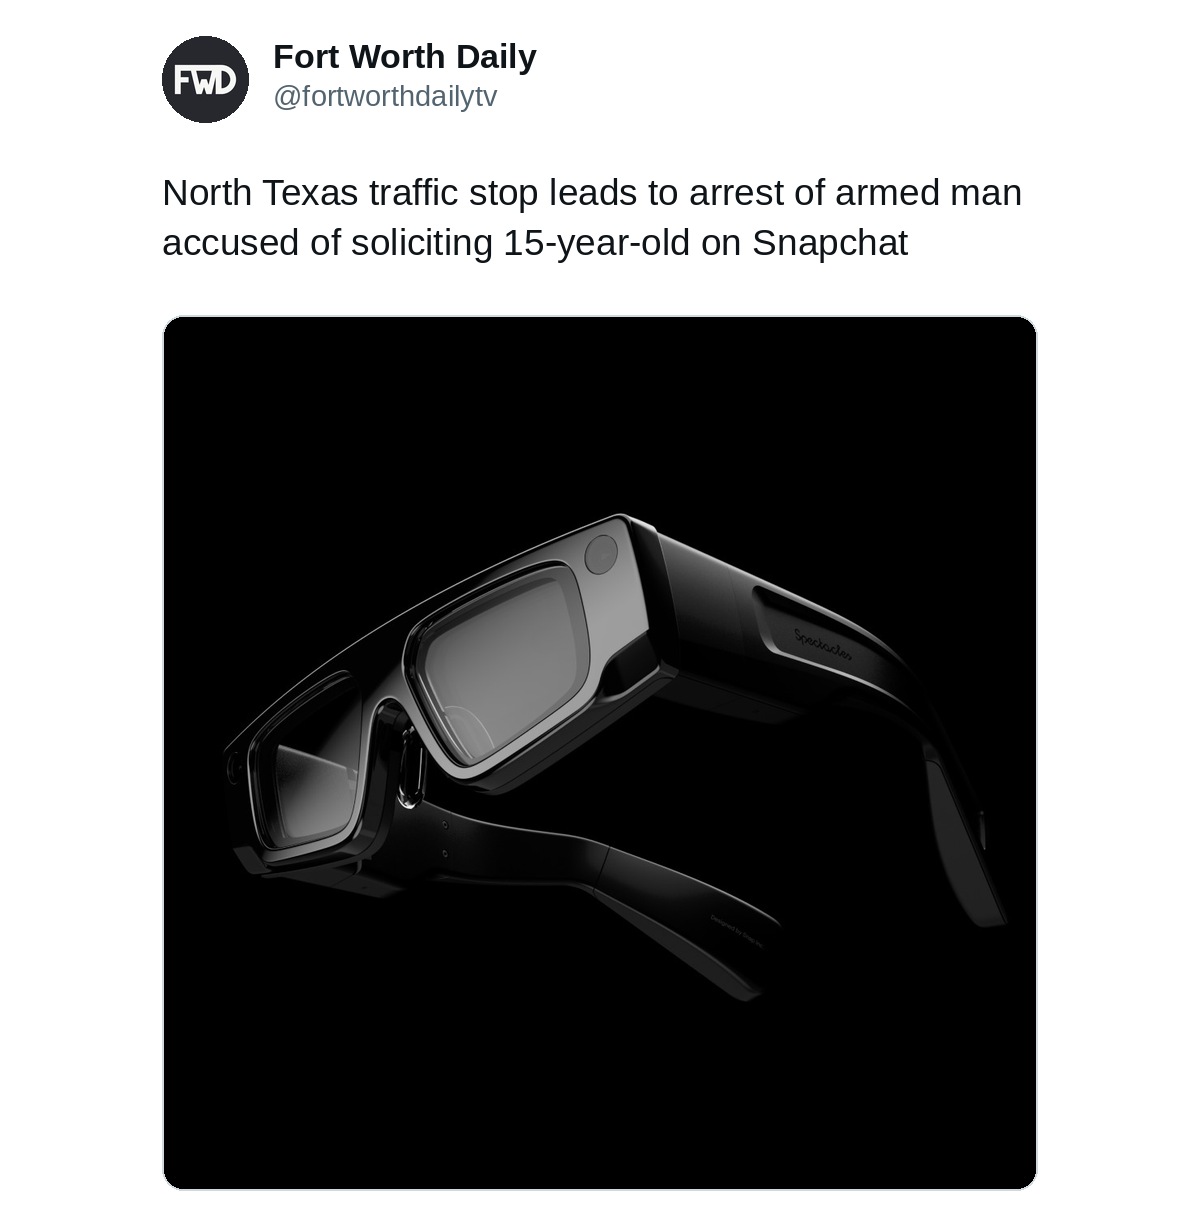 FWD
Fort Worth Daily
@fortworthdailytv
North Texas traffic stop leads to arrest of armed man
accused of soliciting 15-year-old on Snapchat
Spectacles